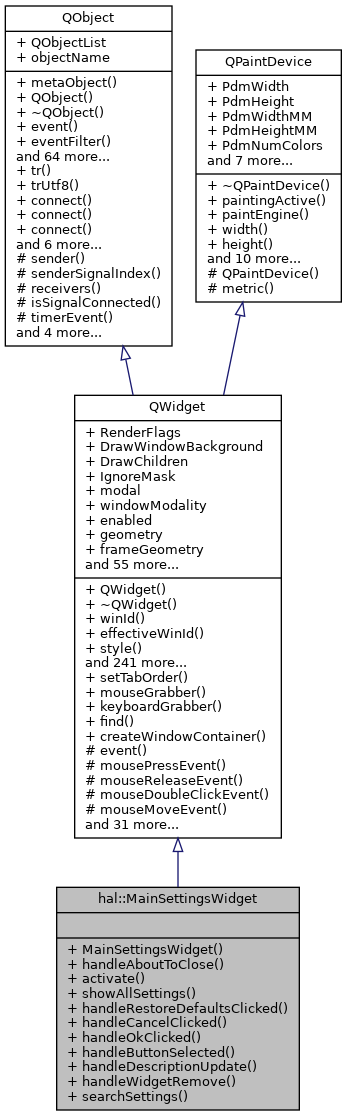 QObject
+ QObjectList
+ objectName
+ metaObject()
+ QObject()
+ ~QObject()
+ event()
+ eventFilter()
and 64 more...
+ tr()
+ trUtf8()
+ connect()
+ connect()
+ connect()
and 6 more...
# sender()
# senderSignalIndex()
# receivers()
# isSignalConnected()
# timerEvent()
and 4 more...
QPaintDevice
+ PdmWidth
+ PdmHeight
+ PdmWidthMM
+ PdmHeightMM
+ PdmNumColors
and 7 more...
+ ~QPaintDevice()
+ paintingActive()
+ paintEngine()
+ width()
+ height()
and 10 more...
# QPaintDevice()
# metric()
QWidget
+ RenderFlags
+ DrawWindowBackground
+ DrawChildren
+ IgnoreMask
+ modal
+ windowModality
+ enabled
+ geometry
+ frameGeometry
and 55 more...
+ QWidget()
+ ~QWidget()
+ winId()
+ effectiveWinId()
+ style()
and 241 more...
+ setTabOrder()
+ mouseGrabber()
+ keyboardGrabber()
+ find()
+ createWindowContainer()
# event()
# mousePressEvent()
# mouseReleaseEvent()
# mouseDoubleClickEvent()
# mouseMoveEvent()
and 31 more...
hal::MainSettingsWidget
+ MainSettingsWidget()
+ handleAboutToClose()
+ activate()
+ showAllSettings()
+ handleRestoreDefaultsClicked()
+ handleCancelClicked()
+ handleOkClicked()
+ handleButtonSelected()
+ handleDescriptionUpdate()
+ handleWidgetRemove()
+ searchSettings()